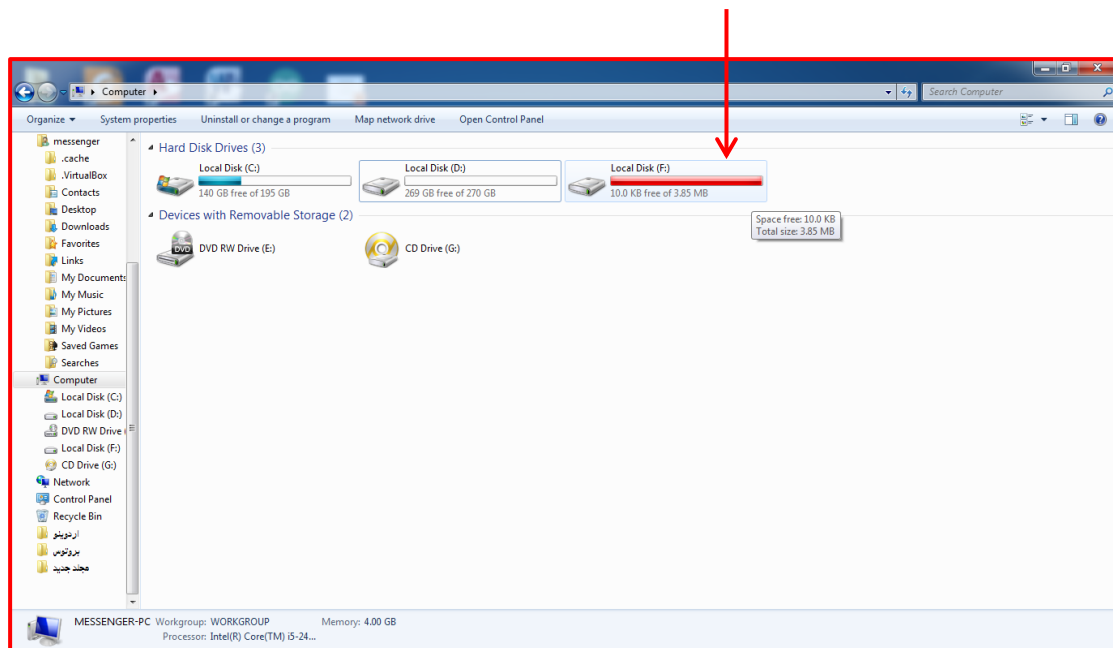 Computer
Search Computer
Organize
System properties
Uninstall or change a program
Map network drive
Open Control Panel
messenger
.cache
.VirtualBox
Contacts
Desktop
Downloads
Favorites
Links
My Documents
My Music
My Pictures
My Videos
Saved Games
Searches
Computer
Local Disk (C:)
Local Disk (D:)
DVD RW Drive (
Local Disk (F:)
CD Drive (G:)
Network
Control Panel
Recycle Bin
اردوينو
بروتوس
مجلد جديد
Hard Disk Drives (3)
Local Disk (C:)
140 GB free of 195 GB
Local Disk (D:)
269 GB free of 270 GB
Local Disk (F:)
10.0 KB free of 3.85 MB
Space free: 10.0 KB
Total size: 3.85 MB
Devices with Removable Storage (2)
DVD
DVD RW Drive (E:)
CD Drive (G:)
MESSENGER-PC Workgroup: WORKGROUP Memory: 4.00 GB
Processor: Intel(R) Core(TM) i5-24...